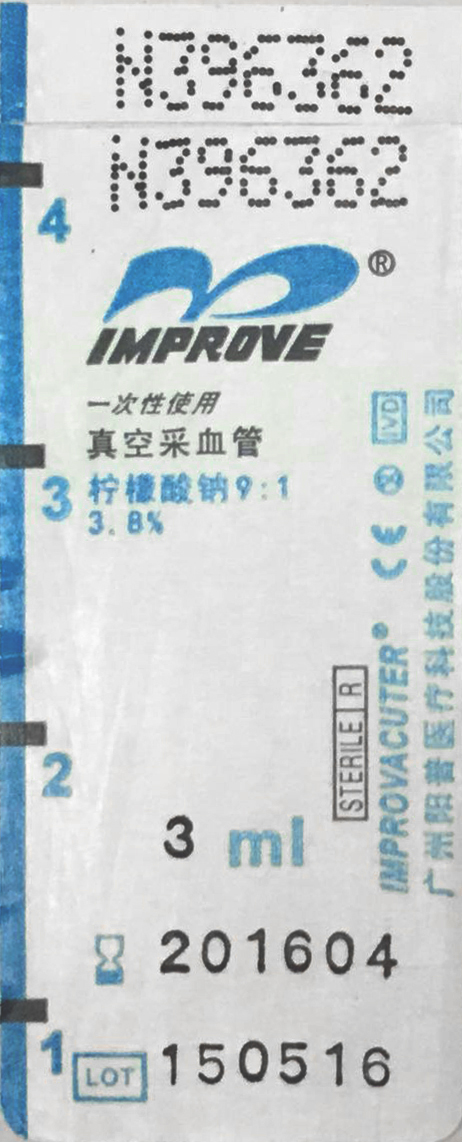 N396362
N396362
4
®
IMPROVE
一次性使用
真空采血管
3
柠檬酸钠9:1
3.8%
2
3 ml
201604
1
LOT 150516
STERILE R
IMPROVACUTER® CE IVD
广州阳普医疗科技股份有限公司